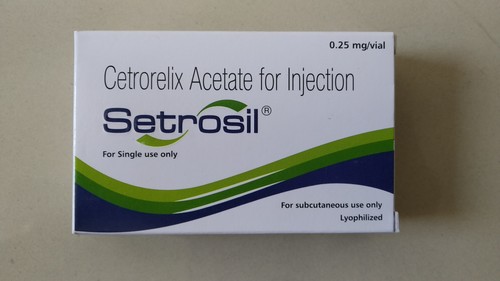 0.25 mg/vial
Cetrorelix Acetate for Injection
Setrosil®
For Single use only
For subcutaneous use only
Lyophilized